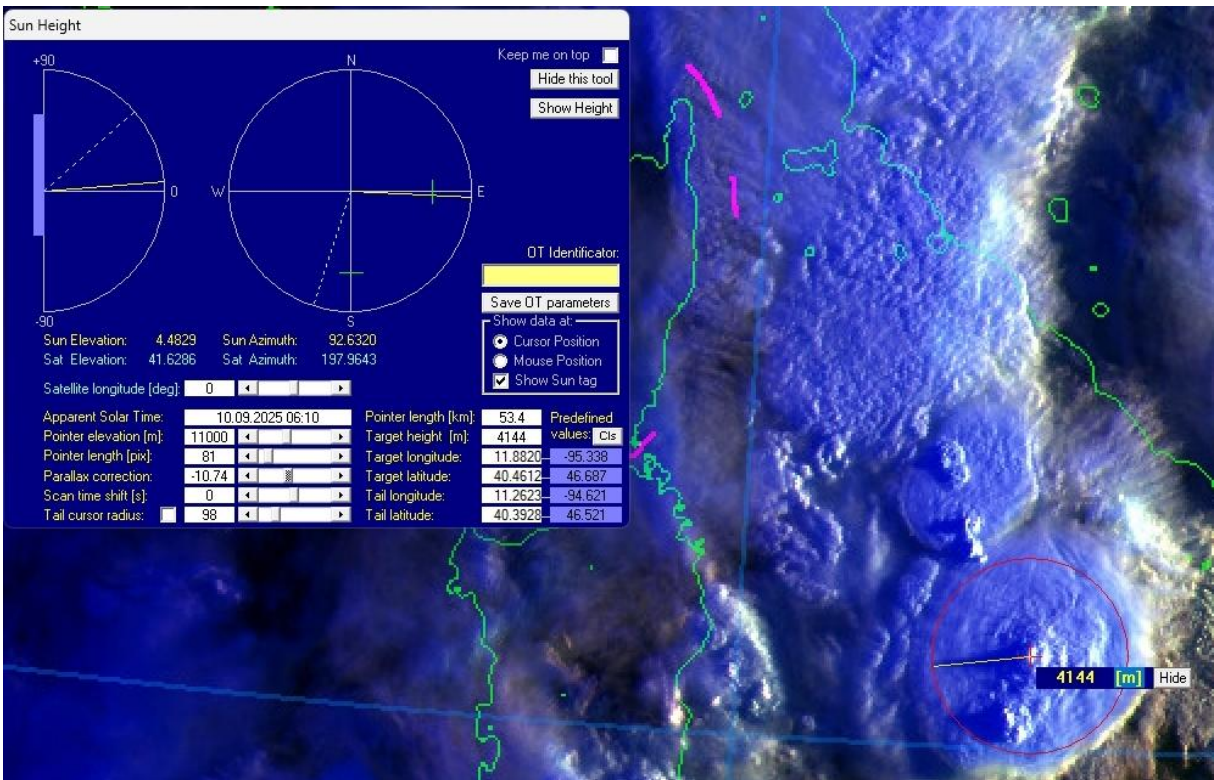 Sun Height
Keep me on top
Hide this tool
Show Height
+90
0
-90
N
W
E
S
OT Identificator:
Save OT parameters
Show data at:
Cursor Position
Mouse Position
Show Sun tag
Sun Elevation: 4.4829 Sun Azimuth: 92.6320
Sat Elevation: 41.6286 Sat Azimuth: 197.9643
Satellite longitude [deg]: 0
Apparent Solar Time: 10.09.2025 06:10 Pointer length [km]: 53.4 Predefined
Pointer elevation [m]: 11000 Target height [m]: 4144 values: Cls
Pointer length [pix]: 81 Target longitude: 11.8820 -95.338
Parallax correction: -10.74 Target latitude: 40.4612 46.687
Scan time shift [s]: 0 Tail longitude: 11.2623 -94.621
Tail cursor radius: 98 Tail latitude: 40.3928 46.521
4144 [m] Hide